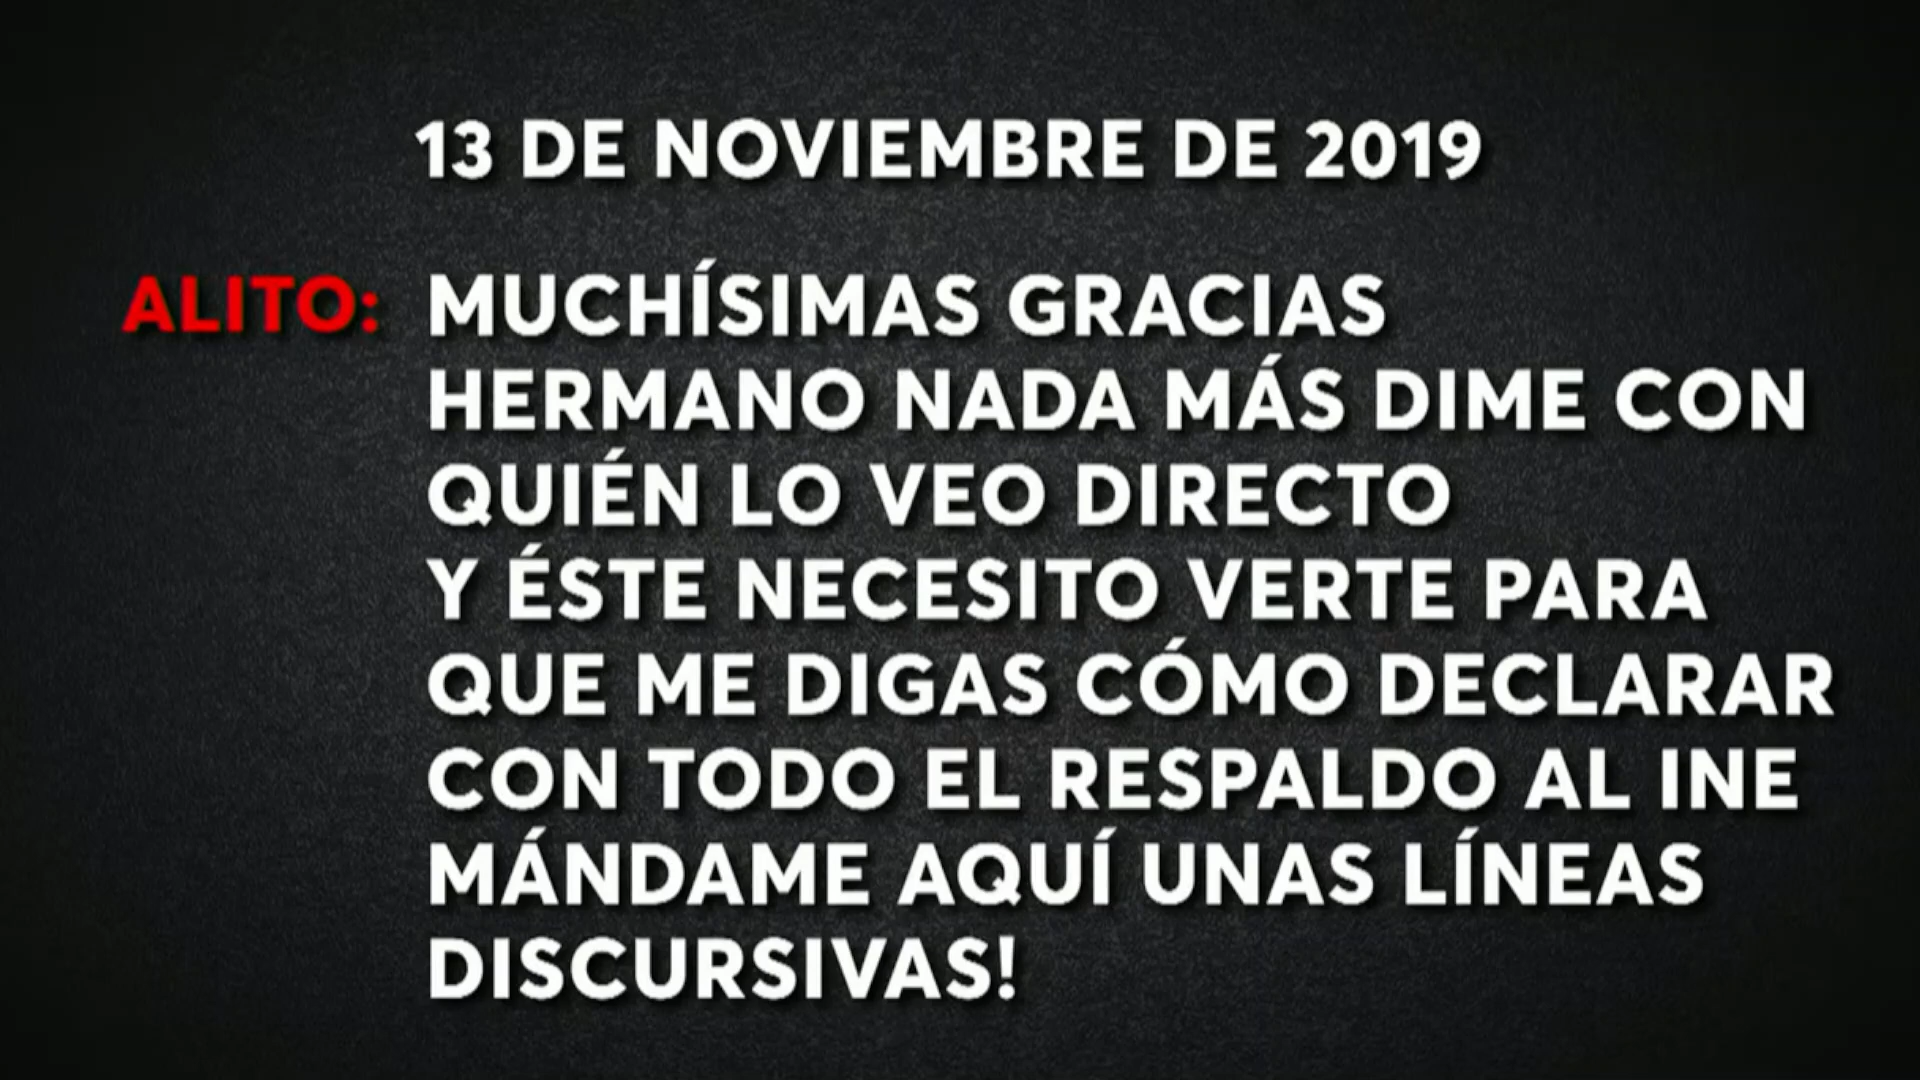 13 DE NOVIEMBRE DE 2019
ALITO: MUCHÍSIMAS GRACIAS
HERMANO NADA MÁS DIME CON
QUIÉN LO VEO DIRECTO
Y ÉSTE NECESITO VERTE PARA
QUE ME DIGAS CÓMO DECLARAR
CON TODO EL RESPALDO AL INE
MÁNDAME AQUÍ UNAS LÍNEAS
DISCURSIVAS!